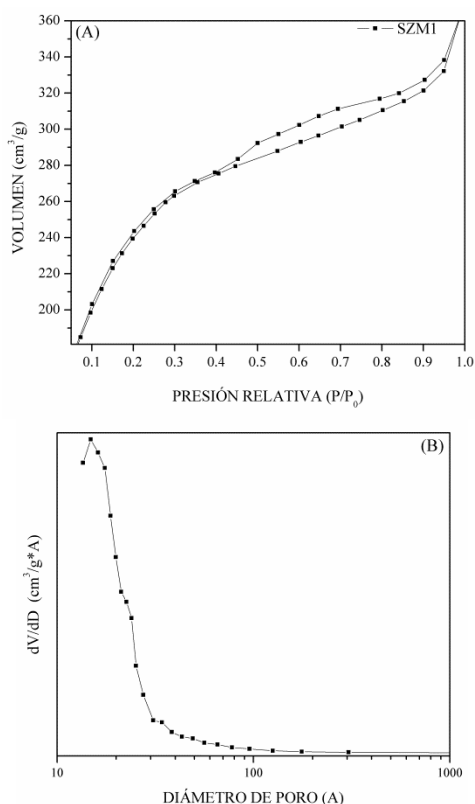 (A)
SZM1
360
340
320
300
280
260
240
220
200
VOLUMEN (cm³/g)
0.1 0.2 0.3 0.4 0.5 0.6 0.7 0.8 0.9 1.0
PRESIÓN RELATIVA (P/P₀)
(B)
dV/dD (cm³/g*A)
10 100 1000
DIÁMETRO DE PORO (A)